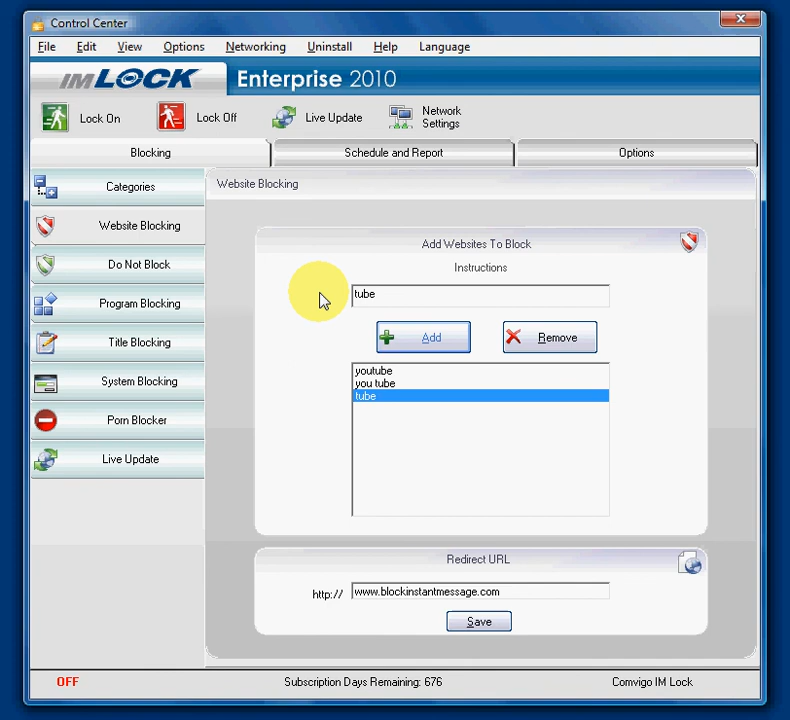 Control Center
File Edit View Options Networking Uninstall Help Language
IMLOCK Enterprise 2010
Lock On Lock Off Live Update Network Settings
Blocking Schedule and Report Options
Categories
Website Blocking
Do Not Block
Program Blocking
Title Blocking
System Blocking
Porn Blocker
Live Update
Website Blocking
Add Websites To Block
Instructions
tube
Add Remove
youtube
you tube
tube
Redirect URL
http:// www.blockinstantmessage.com
Save
OFF Subscription Days Remaining: 676 Comvigo IM Lock